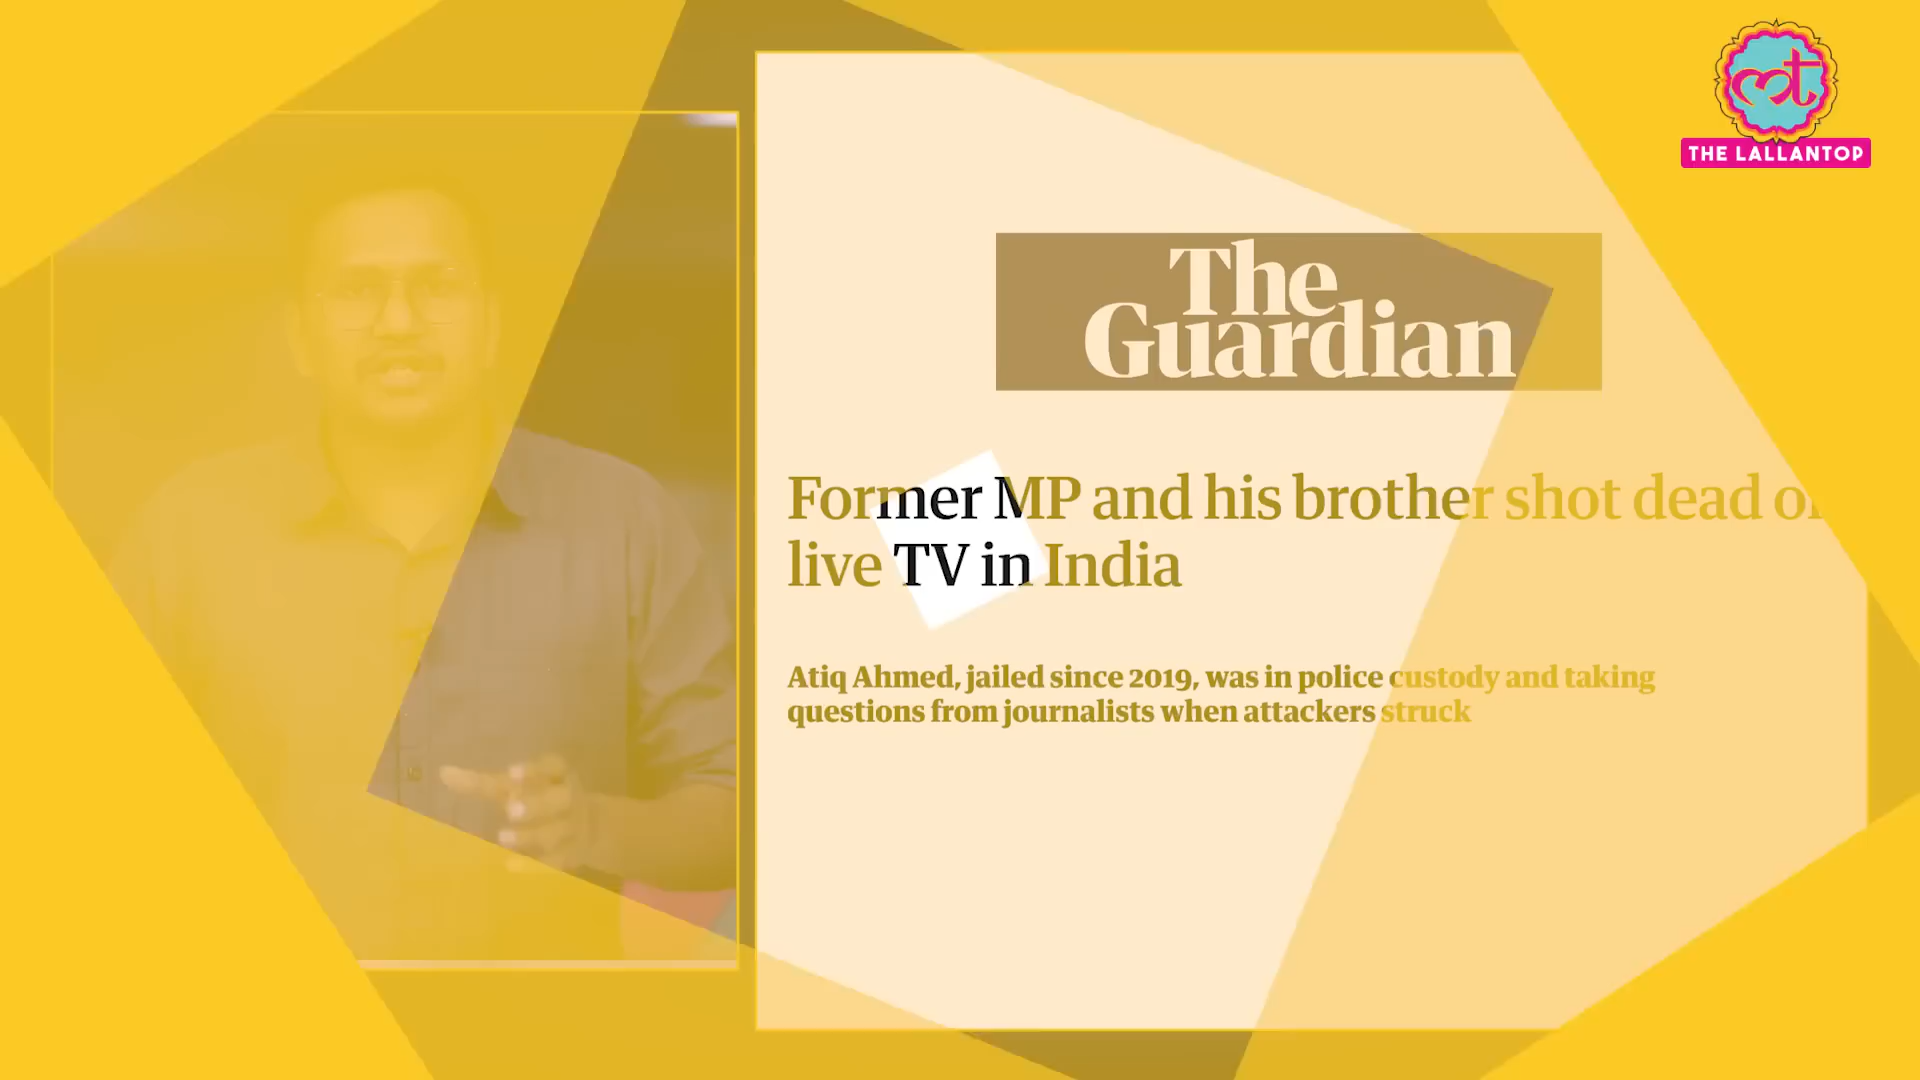 THE LALLANTOP
The
Guardian
Former MP and his brother shot dead on
live TV in India
Atiq Ahmed, jailed since 2019, was in police custody and taking
questions from journalists when attackers struck